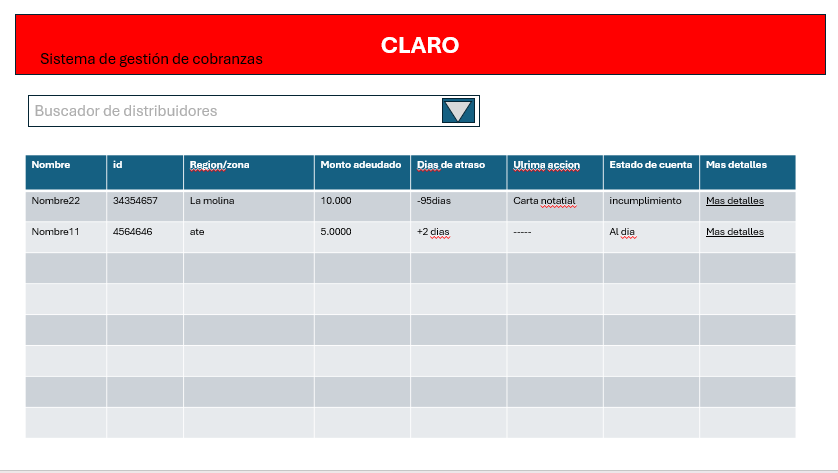 CLARO
Sistema de gestión de cobranzas
Buscador de distribuidores
Nombre id Region/zona Monto adeudado Dias de atraso Ulrima accion Estado de cuenta Mas detalles
Nombre22 34354657 La molina 10.000 -95dias Carta notatial incumplimiento Mas detalles
Nombre11 4564646 ate 5.0000 +2 dias ----- Al dia Mas detalles